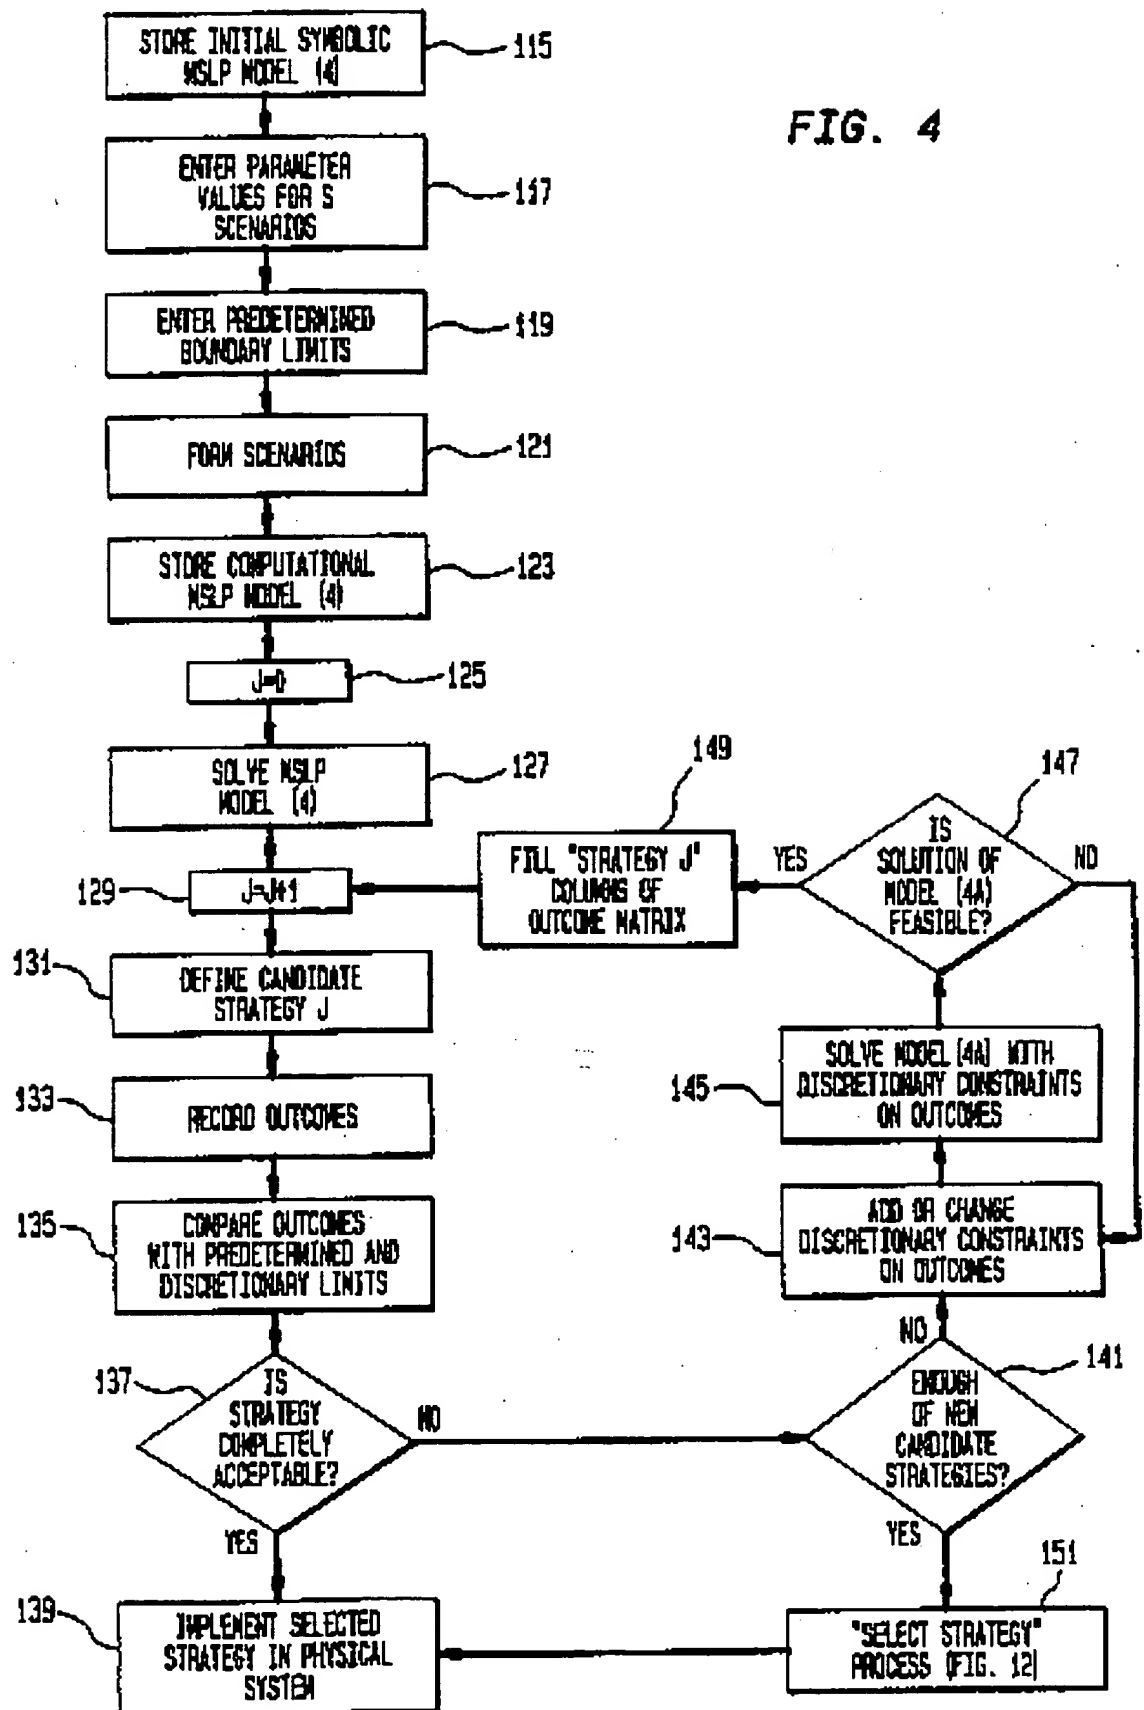 STORE INITIAL SYMBOLIC
MSLP MODEL (4)
115
FIG. 4
ENTER PARAMETER
VALUES FOR S
SCENARIOS
117
ENTER PREDETERMINED
BOUNDARY LIMITS
119
FORM SCENARIOS
121
STORE COMPUTATIONAL
MSLP MODEL (4)
123
J=0
125
SOLVE MSLP
MODEL (4)
127
J=J+1
129
DEFINE CANDIDATE
STRATEGY J
131
RECORD OUTCOMES
133
COMPARE OUTCOMES
WITH PREDETERMINED AND
DISCRETIONARY LIMITS
135
IS
STRATEGY
COMPLETELY
ACCEPTABLE?
137
NO
YES
IMPLEMENT SELECTED
STRATEGY IN PHYSICAL
SYSTEM
139
ENOUGH
OF NEW
CANDIDATE
STRATEGIES?
141
NO
YES
ADD OR CHANGE
DISCRETIONARY CONSTRAINTS
ON OUTCOMES
143
SOLVE MODEL (4A) WITH
DISCRETIONARY CONSTRAINTS
ON OUTCOMES
145
IS
SOLUTION OF
MODEL (4A)
FEASIBLE?
147
YES
NO
FILL "STRATEGY J"
COLUMNS OF
OUTCOME MATRIX
149
"SELECT STRATEGY"
PROCESS (FIG. 12)
151